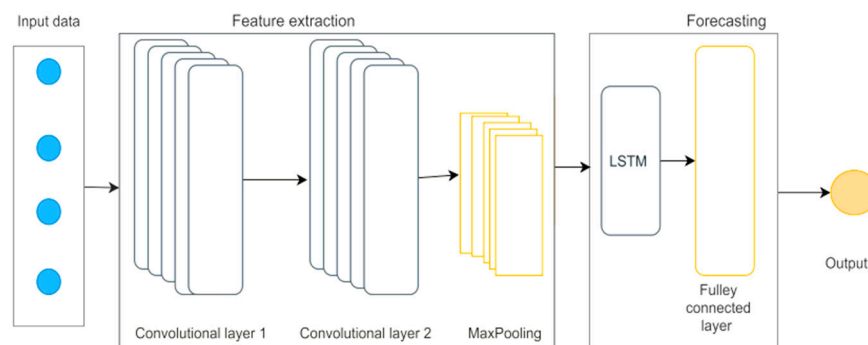 Input data
Feature extraction
Forecasting
LSTM
Output
Convolutional layer 1
Convolutional layer 2
MaxPooling
Fulley
connected
layer